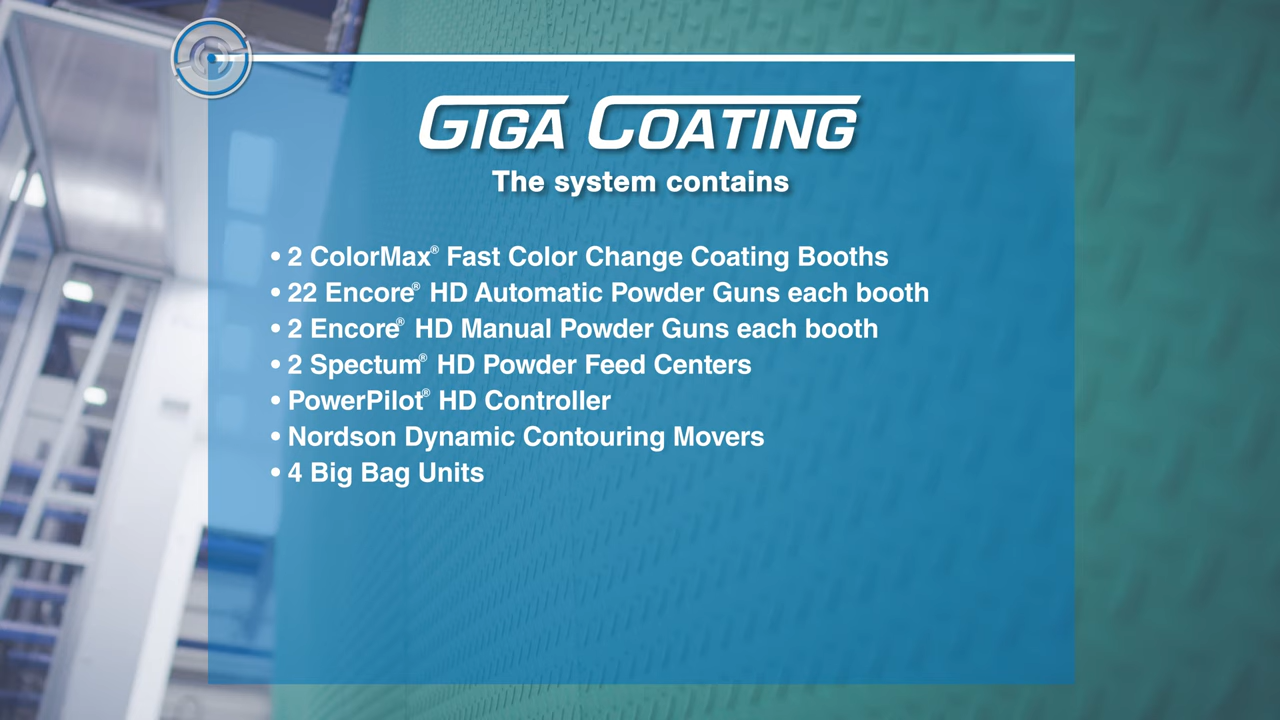 GIGA COATING
The system contains
• 2 ColorMax® Fast Color Change Coating Booths
• 22 Encore® HD Automatic Powder Guns each booth
• 2 Encore® HD Manual Powder Guns each booth
• 2 Spectum® HD Powder Feed Centers
• PowerPilot® HD Controller
• Nordson Dynamic Contouring Movers
• 4 Big Bag Units